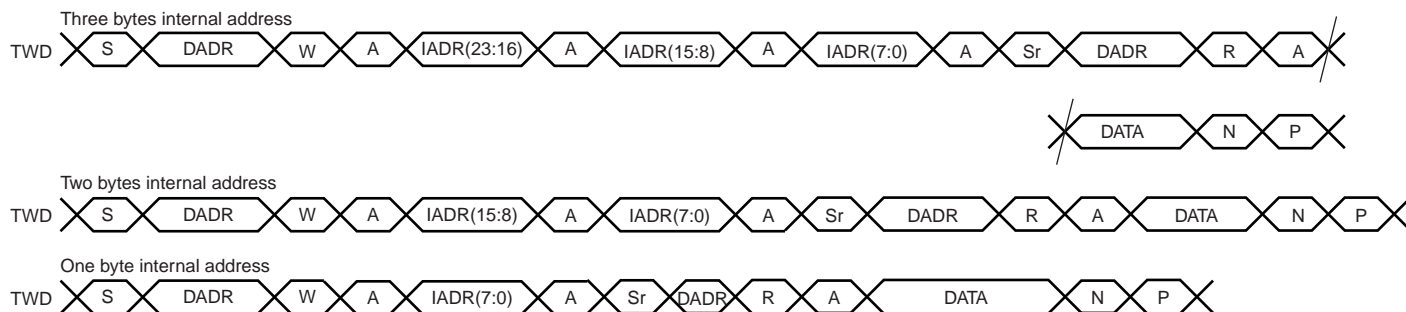 Three bytes internal address
TWD S DADR W A IADR(23:16) A IADR(15:8) A IADR(7:0) A Sr DADR R A
DATA N P
Two bytes internal address
TWD S DADR W A IADR(15:8) A IADR(7:0) A Sr DADR R A DATA N P
One byte internal address
TWD S DADR W A IADR(7:0) A Sr DADR R A DATA N P